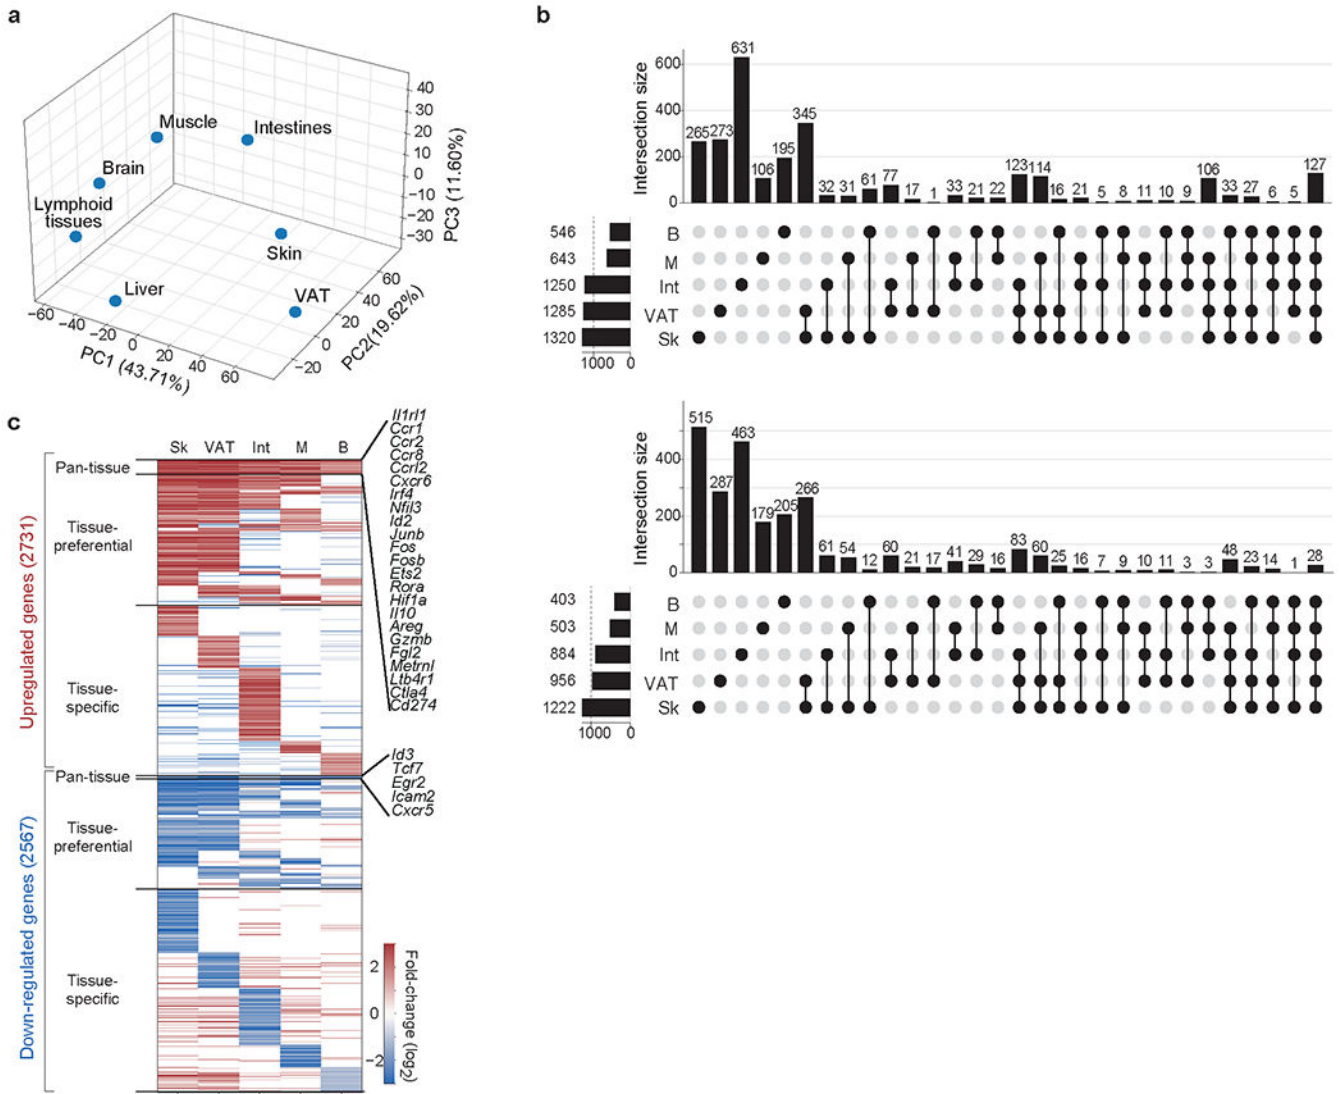 a
Muscle
Intestines
Brain
Lymphoid
tissues
Skin
Liver
VAT
40
30
20
10
0
−10
−20
−30
PC3 (11.60%)
60
40
20
0
−20
PC2(19.62%)
−60
−40
−20
0
20
40
60
PC1 (43.71%)
b
Intersection size
600
400
200
0
265 273 631 106 195 345 32 31 61 77 17 1 33 21 22 123 114 16 21 5 8 11 10 9 106 33 27 6 5 127
546 B
643 M
1250 Int
1285 VAT
1320 Sk
1000 0
Intersection size
400
200
0
515 287 463 179 205 266 61 54 12 60 21 17 41 29 16 83 60 25 16 7 9 10 11 3 3 48 23 14 1 28
403 B
503 M
884 Int
956 VAT
1222 Sk
1000 0
c
Sk VAT Int M B
Upregulated genes (2731)
Pan-tissue
Tissue-
preferential
Tissue-
specific
Down-regulated genes (2567)
Pan-tissue
Tissue-
preferential
Tissue-
specific
Il1rl1
Ccr1
Ccr2
Ccr8
Ccrl2
Cxcr6
Irf4
Nfil3
Id2
Junb
Fos
Fosb
Ets2
Rora
Hif1a
Il10
Areg
Gzmb
Fgl2
Metrnl
Ltb4r1
Ctla4
Cd274
Id3
Tcf7
Egr2
Icam2
Cxcr5
2
0
−2
Fold-change (log2)